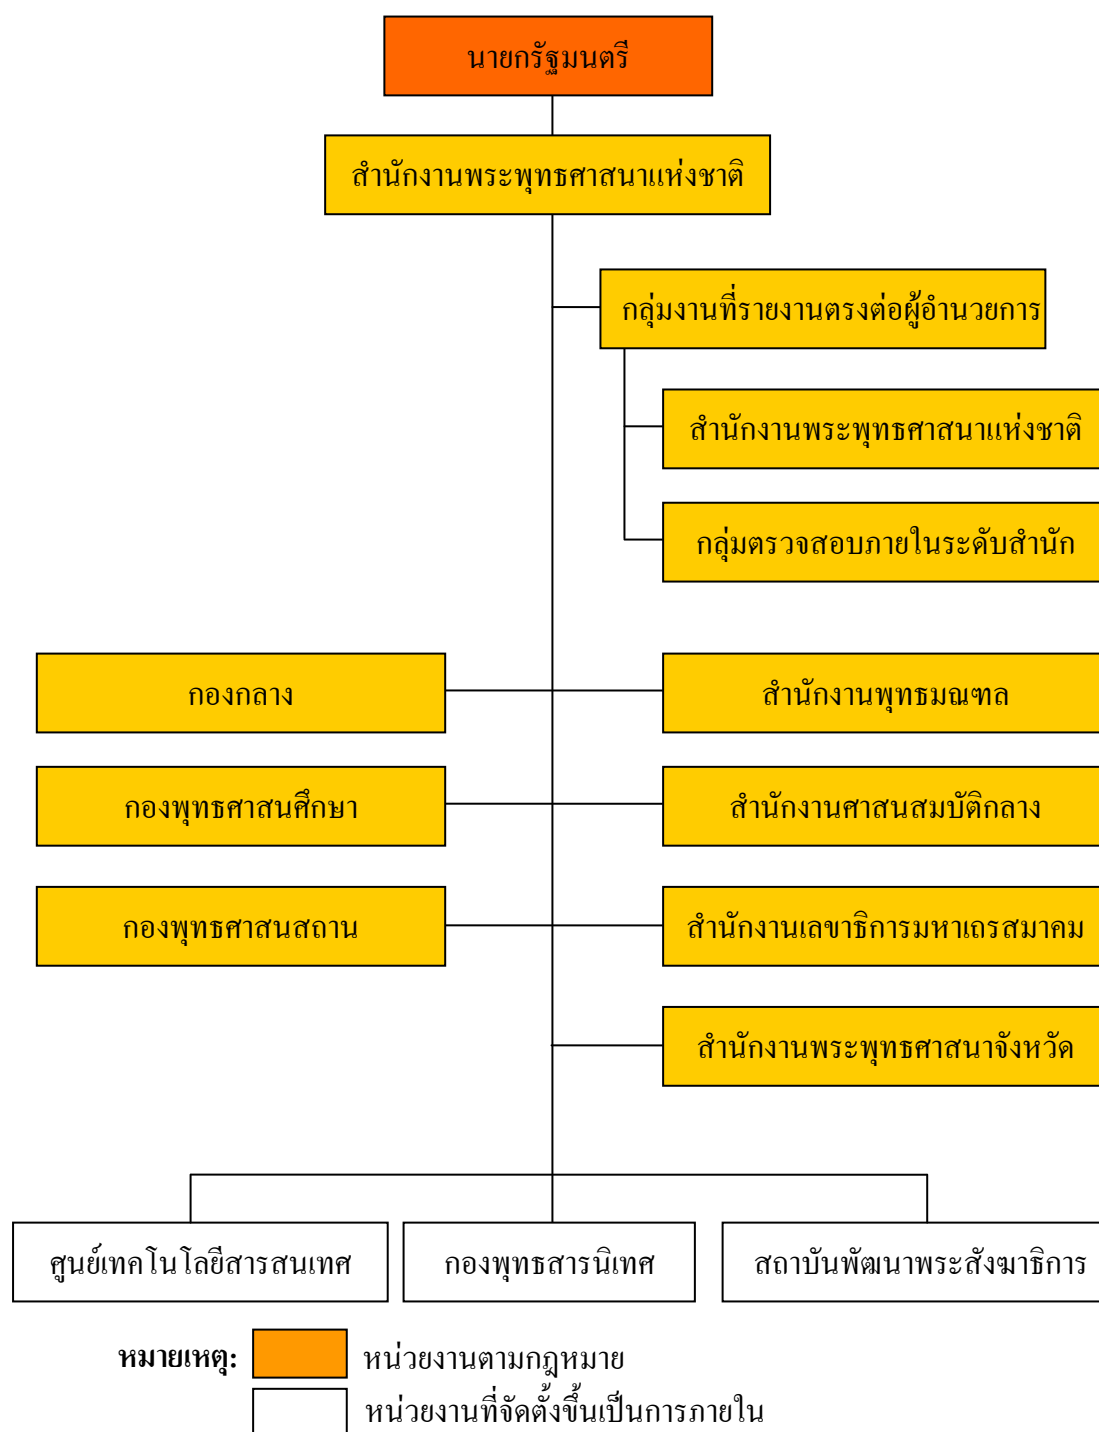 นายกรัฐมนตรี
สำนักงานพระพุทธศาสนาแห่งชาติ
กลุ่มงานที่รายงานตรงต่อผู้อำนวยการ
สำนักงานพระพุทธศาสนาแห่งชาติ
กลุ่มตรวจสอบภายในระดับสำนัก
กองกลาง
สำนักงานพุทธมณฑล
กองพุทธศาสนศึกษา
สำนักงานศาสนสมบัติกลาง
กองพุทธศาสนสถาน
สำนักงานเลขาธิการมหาเถรสมาคม
สำนักงานพระพุทธศาสนาจังหวัด
ศูนย์เทคโนโลยีสารสนเทศ
กองพุทธสารนิเทศ
สถาบันพัฒนาพระสังฆาธิการ
หมายเหตุ: หน่วยงานตามกฎหมาย
หน่วยงานที่จัดตั้งขึ้นเป็นการภายใน